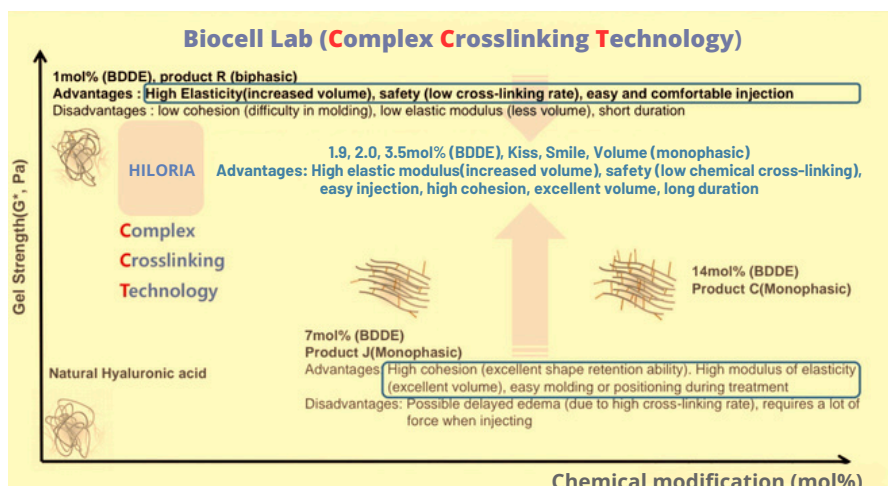 Biocell Lab (Complex Crosslinking Technology)
1mol% (BDDE), product R (biphasic)
Advantages : High Elasticity(increased volume), safety (low cross-linking rate), easy and comfortable injection
Disadvantages : low cohesion (difficulty in molding), low elastic modulus (less volume), short duration
HILORIA
1.9, 2.0, 3.5mol% (BDDE), Kiss, Smile, Volume (monophasic)
Advantages: High elastic modulus(increased volume), safety (low chemical cross-linking),
easy injection, high cohesion, excellent volume, long duration
Complex
Crosslinking
Technology
Gel Strength(G*, Pa)
14mol% (BDDE)
Product C(Monophasic)
7mol% (BDDE)
Product J(Monophasic)
Advantages: High cohesion (excellent shape retention ability). High modulus of elasticity
(excellent volume), easy molding or positioning during treatment
Disadvantages: Possible delayed edema (due to high cross-linking rate), requires a lot of
force when injecting
Natural Hyaluronic acid
Chemical modification (mol%)